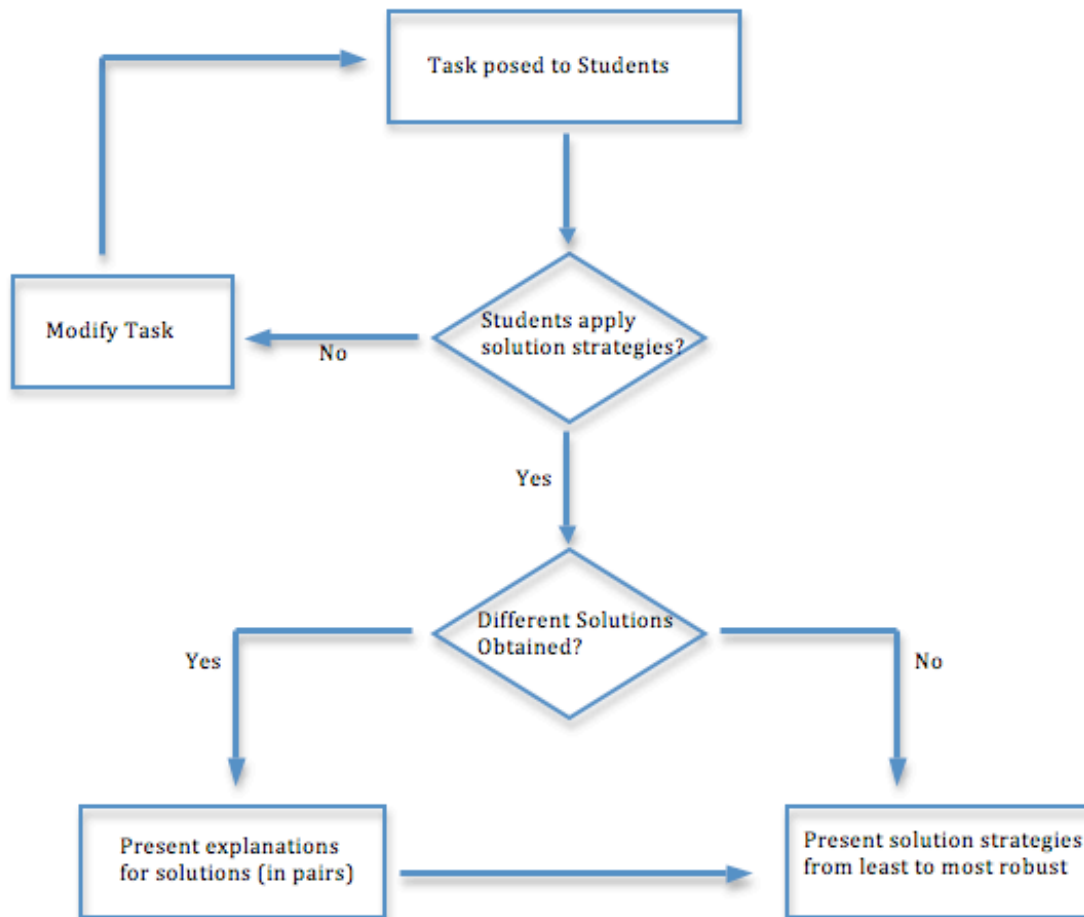 Task posed to Students
Students apply
solution strategies?
Modify Task
No
Yes
Different Solutions
Obtained?
Yes
No
Present explanations
for solutions (in pairs)
Present solution strategies
from least to most robust